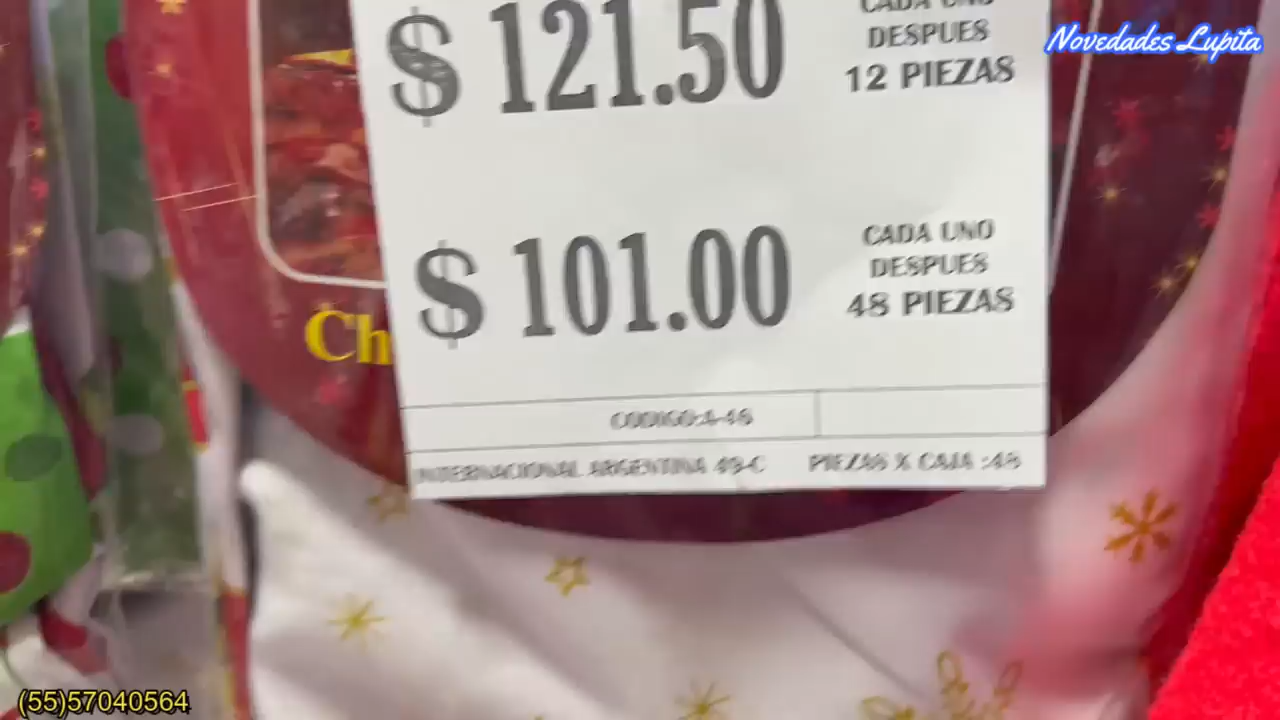 Novedades Lupita
$ 121.50
CADA UNO
DESPUES
12 PIEZAS
$ 101.00
CADA UNO
DESPUES
48 PIEZAS
Ch
CODIGO:A-46
INTERNACIONAL ARGENTINA 49-C
PIEZAS X CAJA :48
(55)57040564